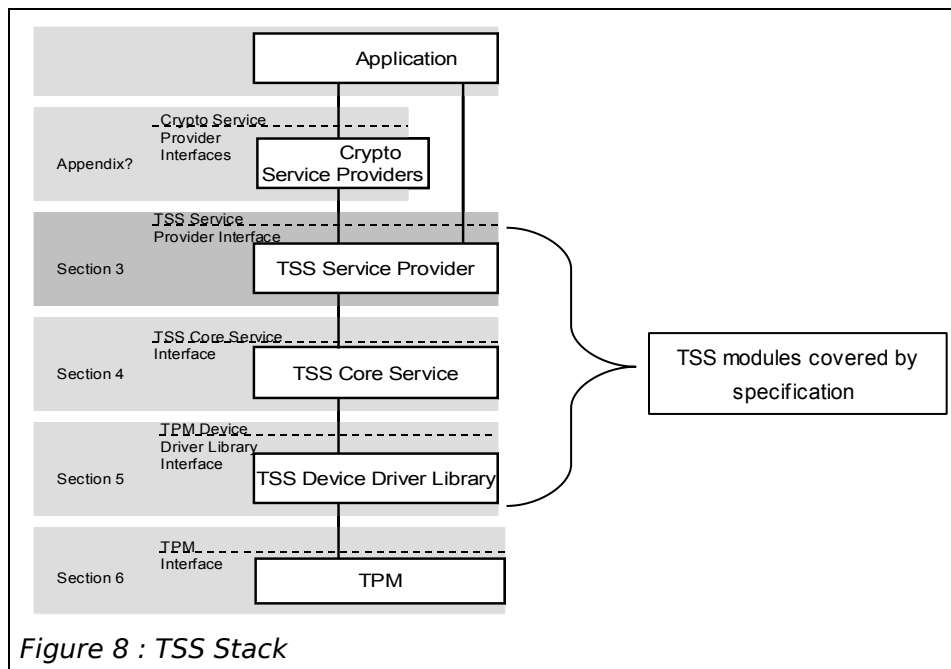 Application
Crypto Service
Provider
Interfaces
Appendix?
Crypto
Service Providers
TSS Service
Provider Interface
Section 3
TSS Service Provider
TSS Core Service
Interface
Section 4
TSS Core Service
TSS modules covered by
specification
TPM Device
Driver Library
Interface
Section 5
TSS Device Driver Library
TPM
Interface
Section 6
TPM
Figure 8 : TSS Stack